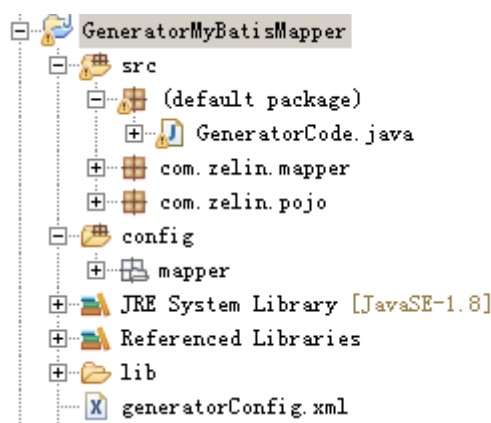 GeneratorMyBatisMapper
src
(default package)
GeneratorCode.java
com.zelin.mapper
com.zelin.pojo
config
mapper
JRE System Library [JavaSE-1.8]
Referenced Libraries
lib
generatorConfig.xml